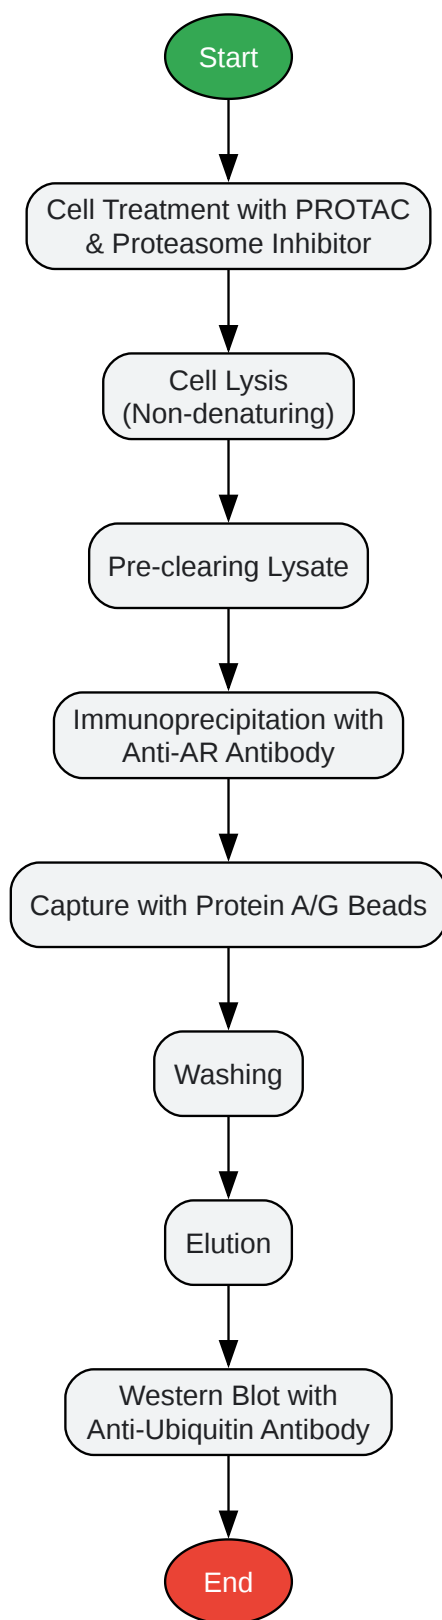 Start
Cell Treatment with PROTAC
& Proteasome Inhibitor
Cell Lysis
(Non-denaturing)
Pre-clearing Lysate
Immunoprecipitation with
Anti-AR Antibody
Capture with Protein A/G Beads
Washing
Elution
Western Blot with
Anti-Ubiquitin Antibody
End